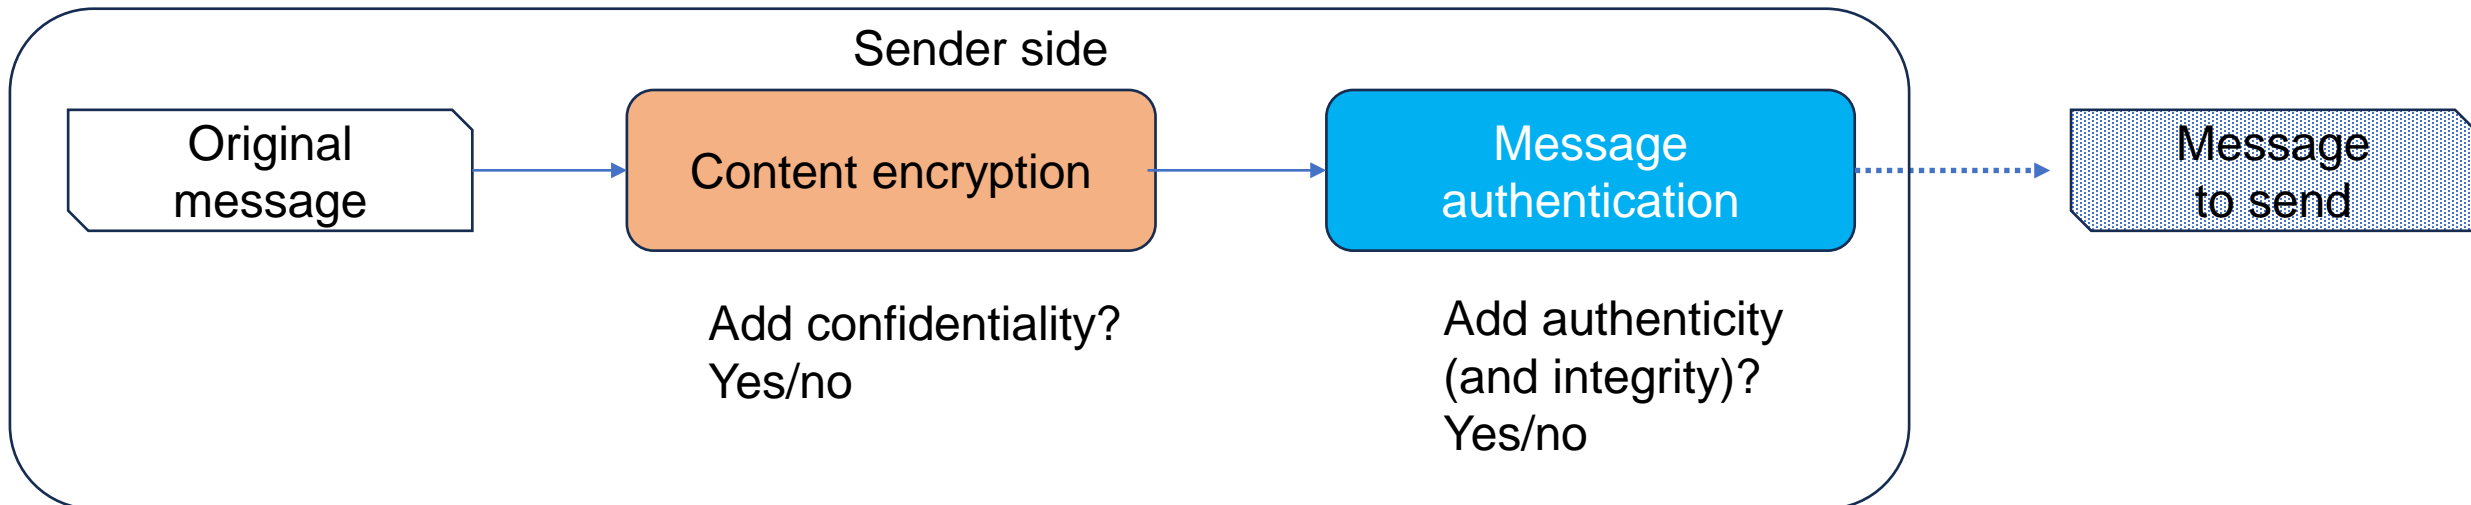 Sender side
Original
message
Content encryption
Message
authentication
Message
to send
Add confidentiality?
Yes/no
Add authenticity
(and integrity)?
Yes/no